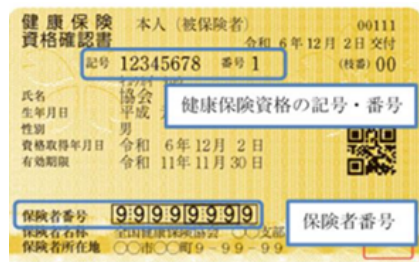 健康保険 本人（被保険者） 00111
資格確認書 令和 6年12月 2日 交付
記号 12345678 番号 1 (枝番) 00
氏名 協会
健康保険資格の記号・番号
生年月日 平成
性別 男
資格取得年月日 令和 6年12月 2日
有効期限 令和 11年11月30日
保険者番号 99999999
保険者番号
保険者名称 全国健康保険協会 〇〇支部
保険者所在地 〇〇市〇〇町9-99-99